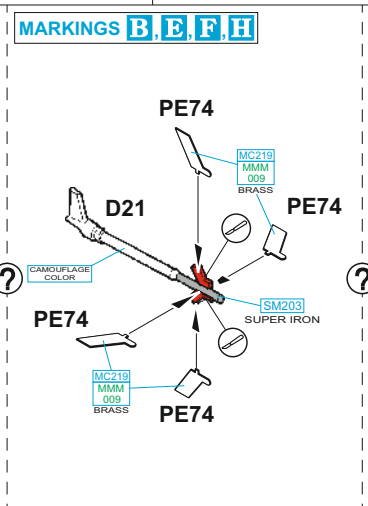 MARKINGS B, E, F, H
PE74
MC219
MMM
009
BRASS
D21
PE74
CAMOUFLAGE
COLOR
?
?
SM203
SUPER IRON
PE74
MC219
MMM
009
BRASS
PE74